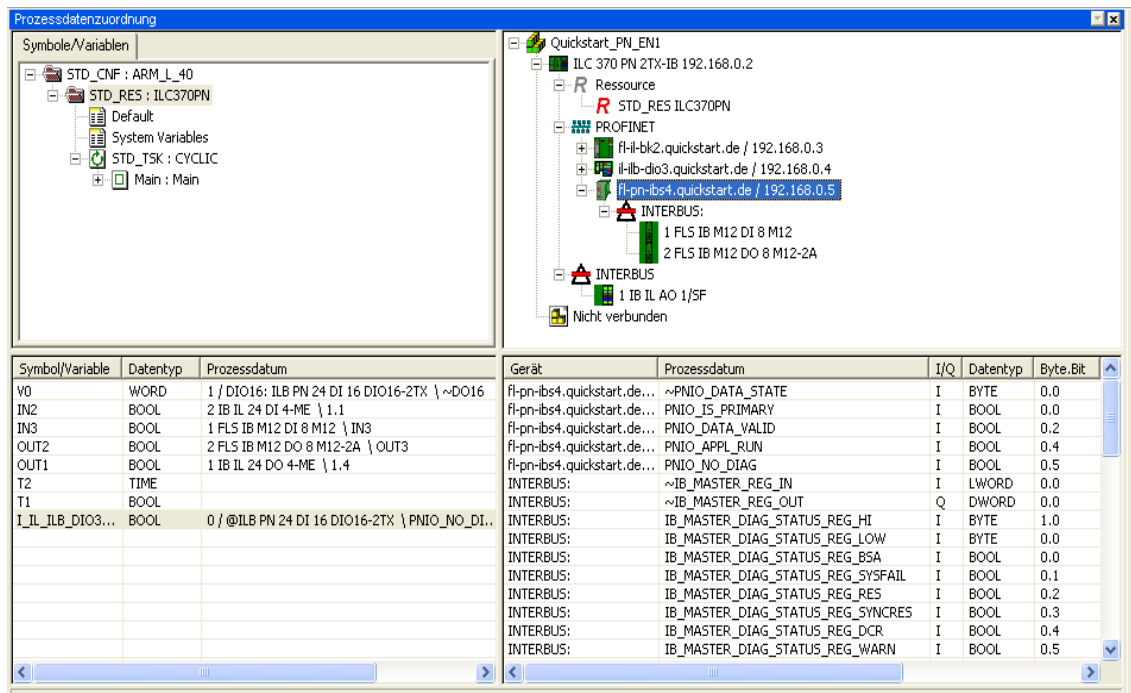 Prozessdatenzuordnung
Symbole/Variablen
STD_CNF : ARM_L_40
STD_RES : ILC370PN
Default
System Variables
STD_TSK : CYCLIC
Main : Main
Quickstart_PN_EN1
ILC 370 PN 2TX-IB 192.168.0.2
R Ressource
R STD_RES ILC370PN
PROFINET
fl-il-bk2.quickstart.de / 192.168.0.3
il-ilb-dio3.quickstart.de / 192.168.0.4
fl-pn-ibs4.quickstart.de / 192.168.0.5
INTERBUS:
1 FLS IB M12 DI 8 M12
2 FLS IB M12 DO 8 M12-2A
INTERBUS
1 IB IL AO 1/SF
Nicht verbunden
Symbol/Variable Datentyp Prozessdatum
V0 WORD 1 / DIO16: ILB PN 24 DI 16 DIO16-2TX \ ~DO16
IN2 BOOL 2 IB IL 24 DI 4-ME \ 1.1
IN3 BOOL 1 FLS IB M12 DI 8 M12 \ IN3
OUT2 BOOL 2 FLS IB M12 DO 8 M12-2A \ OUT3
OUT1 BOOL 1 IB IL 24 DO 4-ME \ 1.4
T2 TIME
T1 BOOL
I_IL_ILB_DIO3... BOOL 0 / @ILB PN 24 DI 16 DIO16-2TX \ PNIO_NO_DI..
Gerät Prozessdatum I/Q Datentyp Byte.Bit
fl-pn-ibs4.quickstart.de... ~PNIO_DATA_STATE I BYTE 0.0
fl-pn-ibs4.quickstart.de... PNIO_IS_PRIMARY I BOOL 0.0
fl-pn-ibs4.quickstart.de... PNIO_DATA_VALID I BOOL 0.2
fl-pn-ibs4.quickstart.de... PNIO_APPL_RUN I BOOL 0.4
fl-pn-ibs4.quickstart.de... PNIO_NO_DIAG I BOOL 0.5
INTERBUS: ~IB_MASTER_REG_IN I LWORD 0.0
INTERBUS: ~IB_MASTER_REG_OUT Q DWORD 0.0
INTERBUS: IB_MASTER_DIAG_STATUS_REG_HI I BYTE 1.0
INTERBUS: IB_MASTER_DIAG_STATUS_REG_LOW I BYTE 0.0
INTERBUS: IB_MASTER_DIAG_STATUS_REG_BSA I BOOL 0.0
INTERBUS: IB_MASTER_DIAG_STATUS_REG_SYSFAIL I BOOL 0.1
INTERBUS: IB_MASTER_DIAG_STATUS_REG_RES I BOOL 0.2
INTERBUS: IB_MASTER_DIAG_STATUS_REG_SYNCRES I BOOL 0.3
INTERBUS: IB_MASTER_DIAG_STATUS_REG_DCR I BOOL 0.4
INTERBUS: IB_MASTER_DIAG_STATUS_REG_WARN I BOOL 0.5